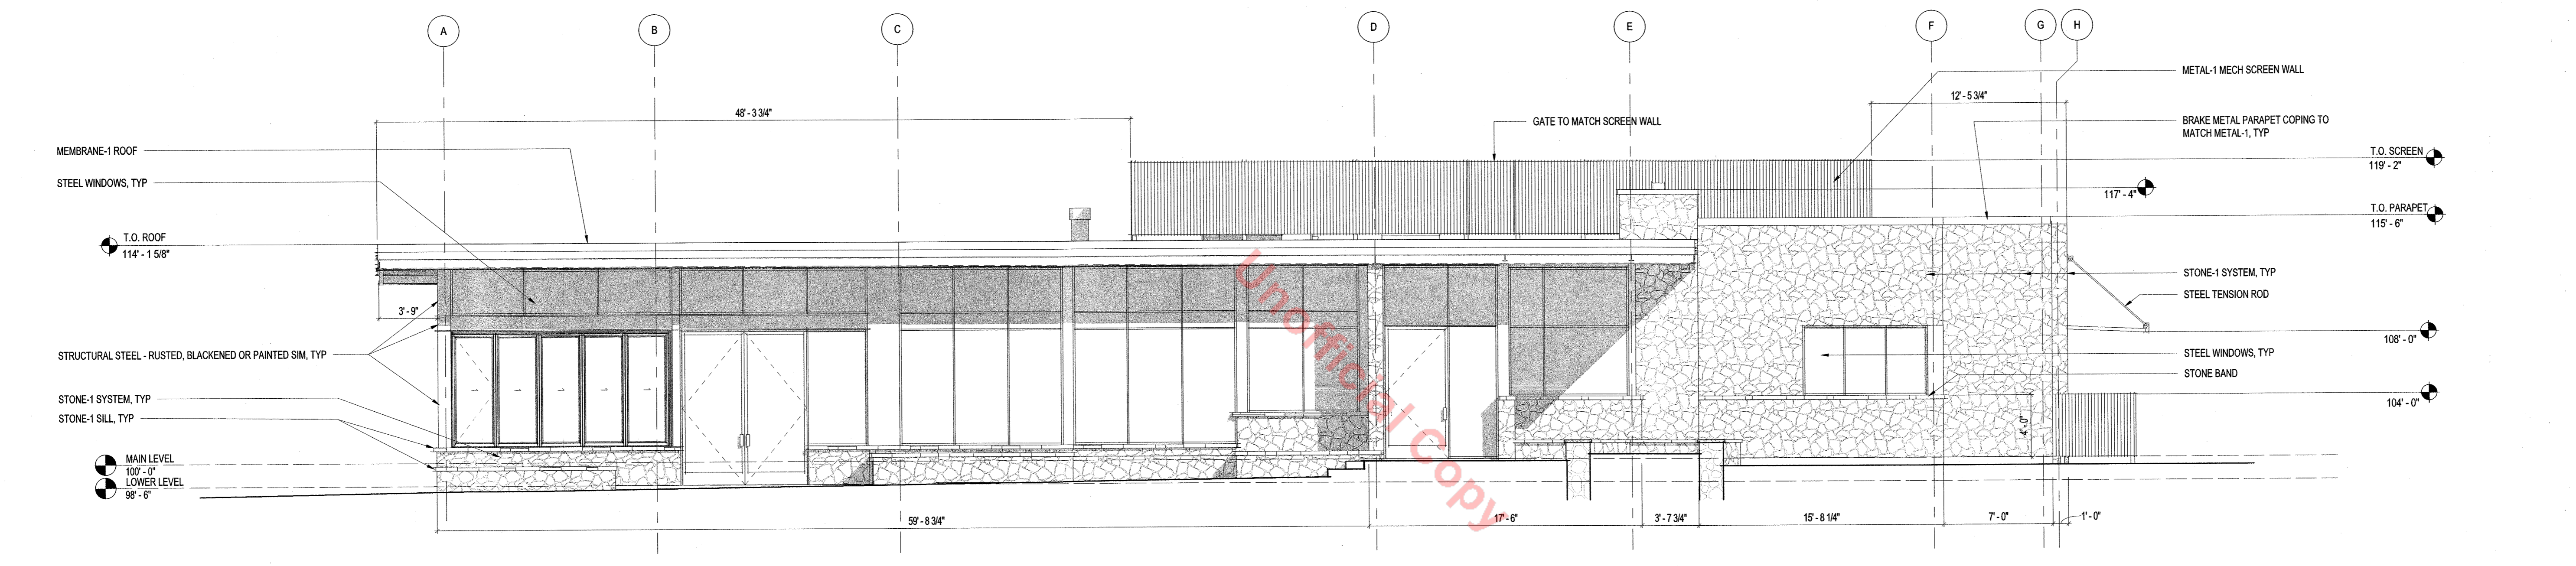 A
B
C
D
E
F
G
H
METAL-1 MECH SCREEN WALL
12' - 5 3/4"
48' - 3 3/4"
GATE TO MATCH SCREEN WALL
BRAKE METAL PARAPET COPING TO
MATCH METAL-1, TYP
MEMBRANE-1 ROOF
T.O. SCREEN
119' - 2"
STEEL WINDOWS, TYP
117' - 4"
T.O. PARAPET
115' - 6"
T.O. ROOF
114' - 1 5/8"
STONE-1 SYSTEM, TYP
STEEL TENSION ROD
3' - 9"
108' - 0"
STRUCTURAL STEEL - RUSTED, BLACKENED OR PAINTED SIM, TYP
STEEL WINDOWS, TYP
STONE BAND
STONE-1 SYSTEM, TYP
104' - 0"
STONE-1 SILL, TYP
4' - 0"
1
1
1
1
MAIN LEVEL
100' - 0"
LOWER LEVEL
98' - 6"
59' - 8 3/4"
17' - 6"
3' - 7 3/4"
15' - 8 1/4"
7' - 0"
1' - 0"
Unofficial Copy